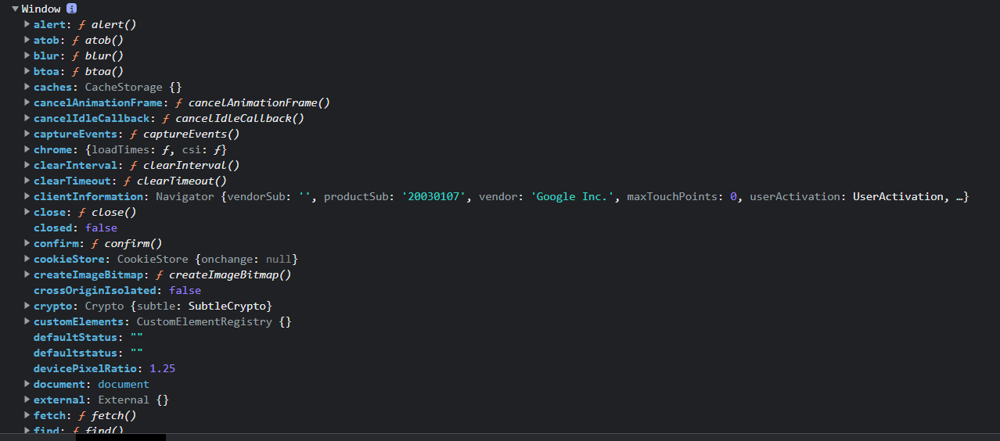 Window i
alert: ƒ alert()
atob: ƒ atob()
blur: ƒ blur()
btoa: ƒ btoa()
caches: CacheStorage {}
cancelAnimationFrame: ƒ cancelAnimationFrame()
cancelIdleCallback: ƒ cancelIdleCallback()
captureEvents: ƒ captureEvents()
chrome: {loadTimes: ƒ, csi: ƒ}
clearInterval: ƒ clearInterval()
clearTimeout: ƒ clearTimeout()
clientInformation: Navigator {vendorSub: '', productSub: '20030107', vendor: 'Google Inc.', maxTouchPoints: 0, userActivation: UserActivation, …}
close: ƒ close()
closed: false
confirm: ƒ confirm()
cookieStore: CookieStore {onchange: null}
createImageBitmap: ƒ createImageBitmap()
crossOriginIsolated: false
crypto: Crypto {subtle: SubtleCrypto}
customElements: CustomElementRegistry {}
defaultStatus: ""
defaultstatus: ""
devicePixelRatio: 1.25
document: document
external: External {}
fetch: ƒ fetch()
find: ƒ find()